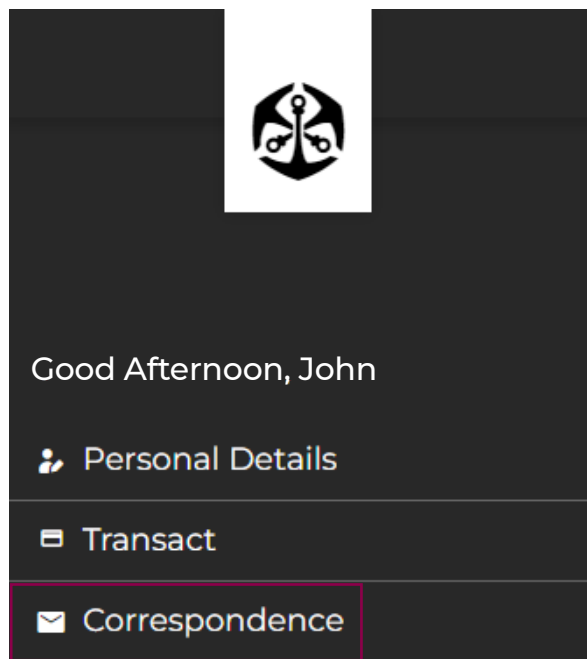 Good Afternoon, John
Personal Details
Transact
Correspondence